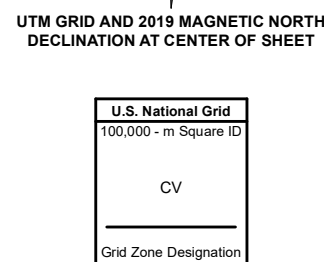 UTM GRID AND 2019 MAGNETIC NORTH
DECLINATION AT CENTER OF SHEET
U.S. National Grid
100,000 - m Square ID
CV
Grid Zone Designation